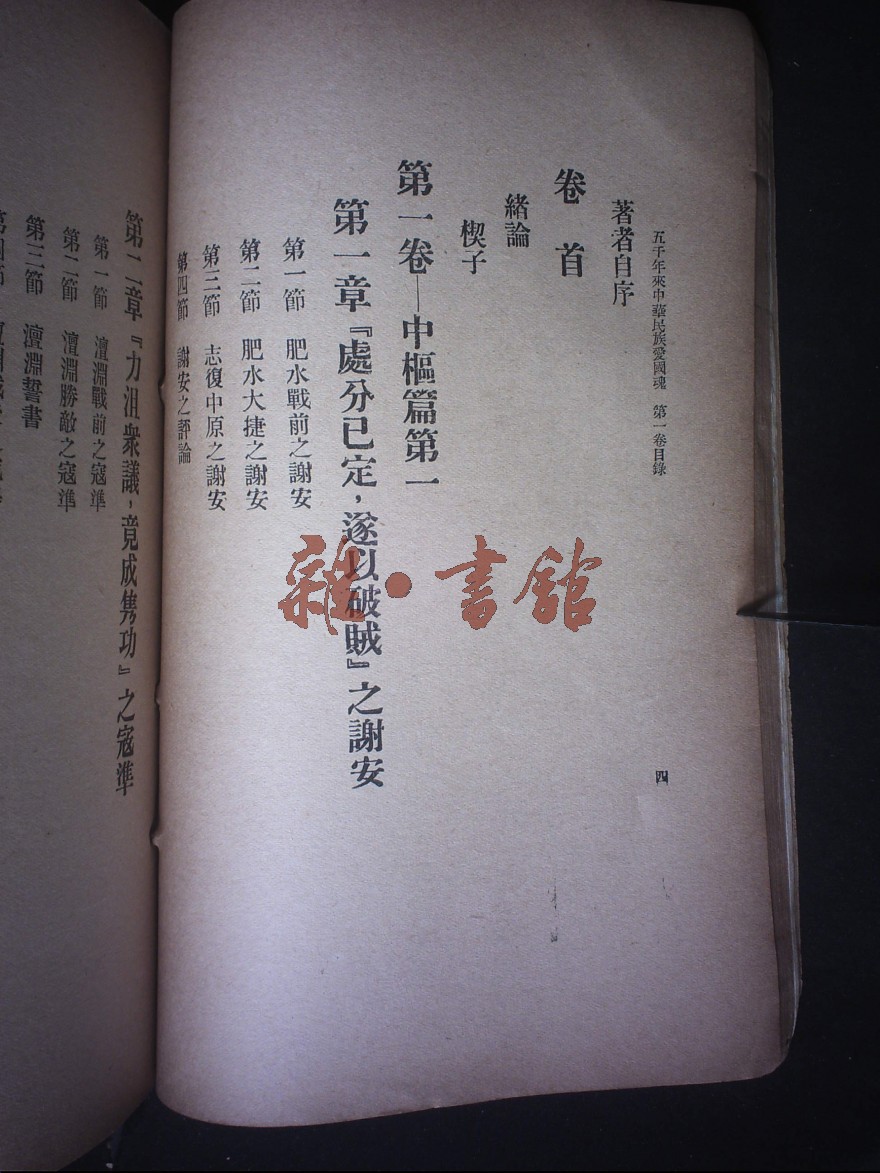 五千年來中華民族愛國魂 第一卷目錄
四
著者自序
卷首
緒論
楔子
第一卷—中樞篇第一
第一章『處分已定，遂以破賊』之謝安
第一節 肥水戰前之謝安
第二節 肥水大捷之謝安
第三節 志復中原之謝安
第四節 謝安之評論
第二章『力沮衆議，竟成雋功』之寇準
第一節 澶淵戰前之寇準
第二節 澶淵勝敵之寇準
第三節 澶淵誓書
第四節
雜·書館